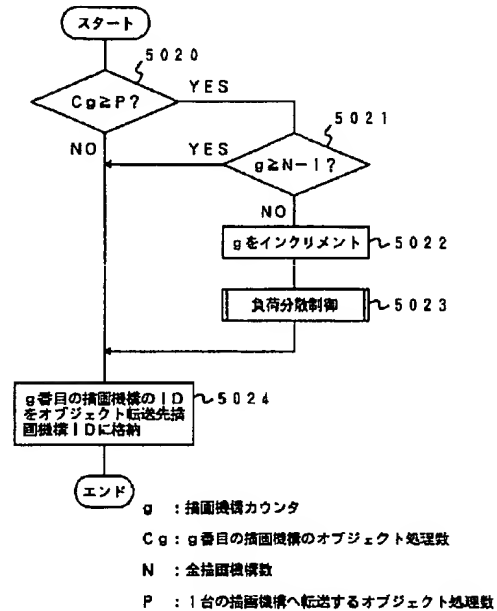 スタート
5020
Cg≧P?
YES
5021
NO
YES
g≧N-1?
NO
gをインクリメント
5022
負荷分散制御
5023
g番目の描画機構のID
をオブジェクト転送先描
画機構IDに格納
5024
エンド
g :描画機構カウンタ
Cg:g番目の描画機構のオブジェクト処理数
N :全描画機構数
P :1台の描画機構へ転送するオブジェクト処理数